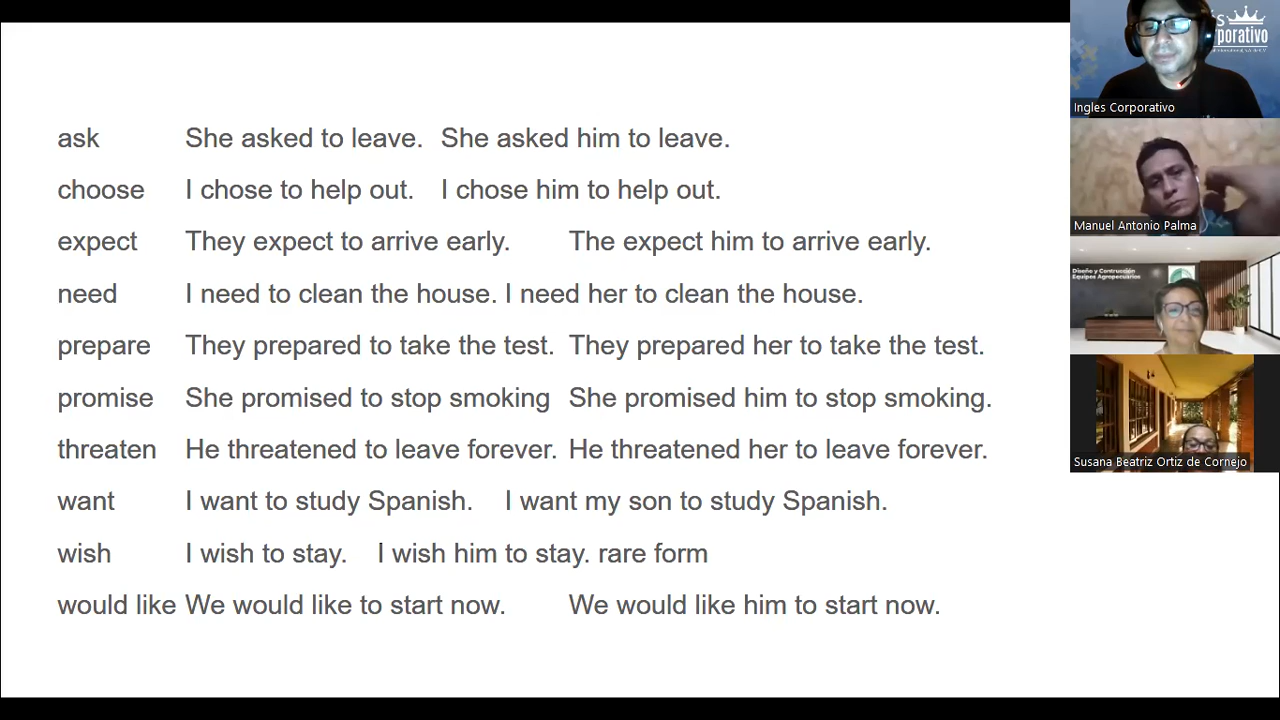 ask She asked to leave. She asked him to leave.
choose I chose to help out. I chose him to help out.
expect They expect to arrive early. The expect him to arrive early.
need I need to clean the house. I need her to clean the house.
prepare They prepared to take the test. They prepared her to take the test.
promise She promised to stop smoking She promised him to stop smoking.
threaten He threatened to leave forever. He threatened her to leave forever.
want I want to study Spanish. I want my son to study Spanish.
wish I wish to stay. I wish him to stay. rare form
would like We would like to start now. We would like him to start now.
Ingles Corporativo
Manuel Antonio Palma
Diseño y Contrucción
Equipos Agropecuarios
Susana Beatriz Ortiz de Cornejo